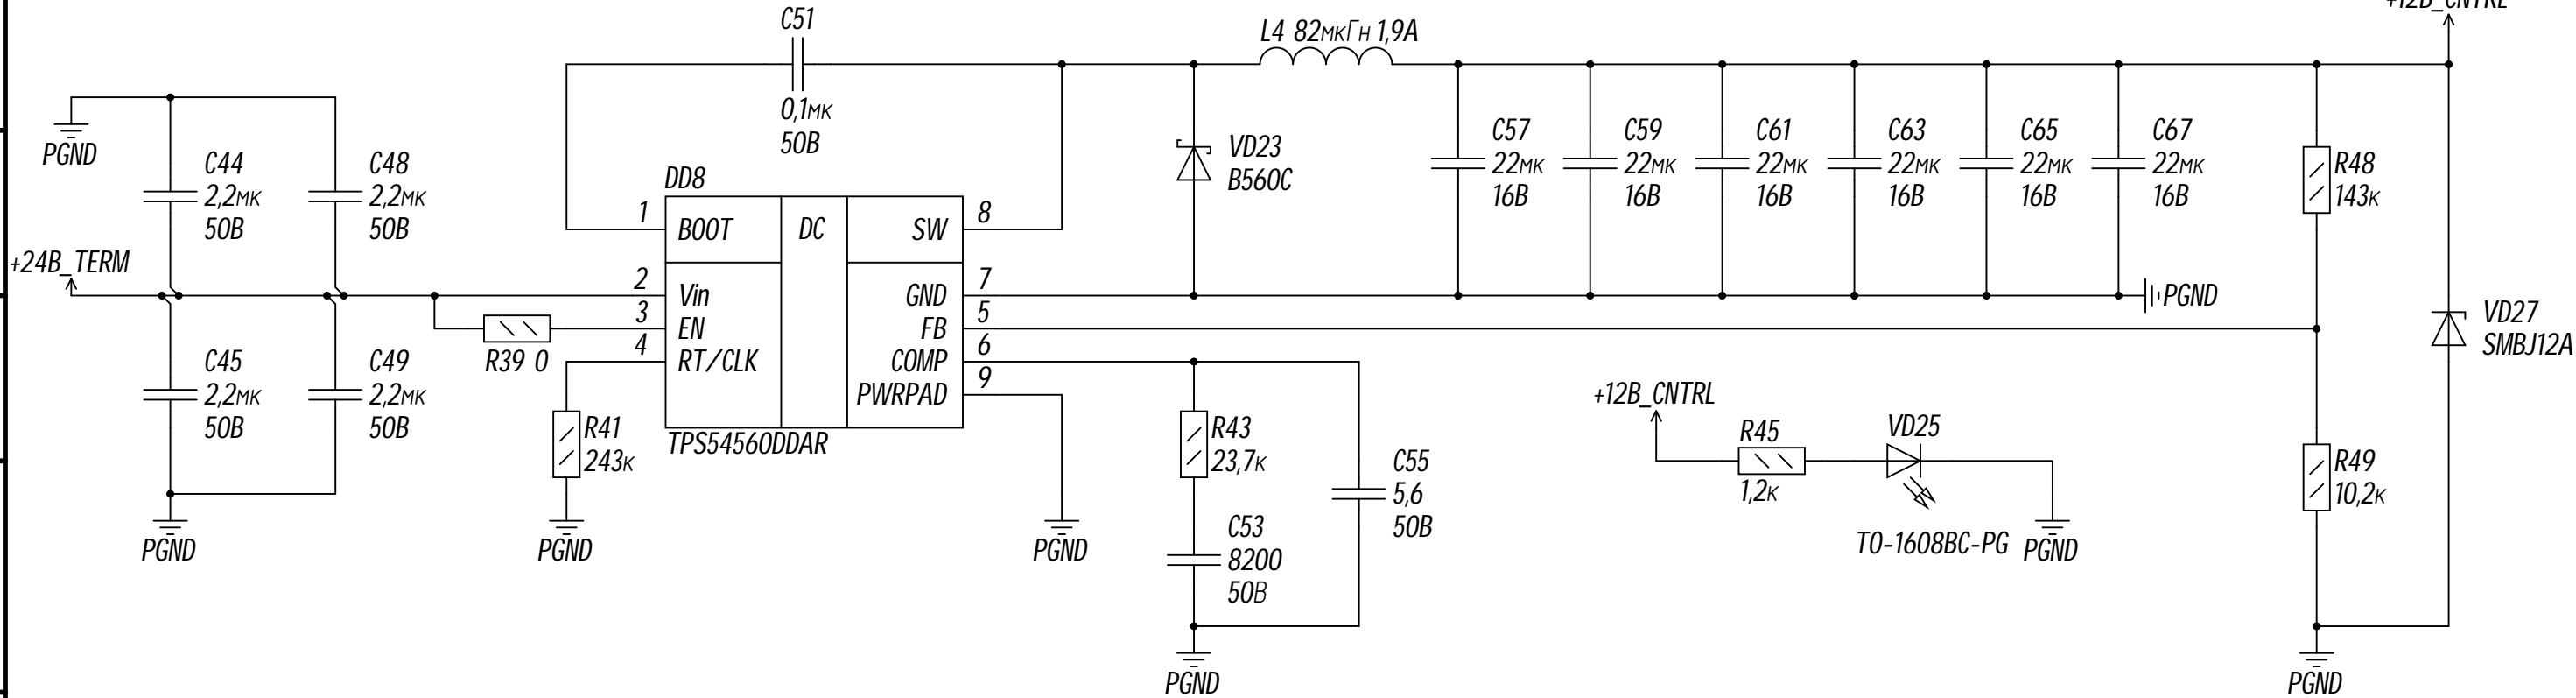 +12В_CNTRL
C51
0,1мк
50В
L4 82мкГн 1,9А
PGND
C44
2,2мк
50В
C48
2,2мк
50В
+24В_TERM
C45
2,2мк
50В
C49
2,2мк
50В
PGND
R39 0
R41
243к
PGND
DD8
1
BOOT
DC
SW
8
2
Vin
GND
7
3
EN
FB
5
4
RT/CLK
COMP
6
PWRPAD
9
TPS54560DDAR
PGND
VD23
B560C
C57
22мк
16В
C59
22мк
16В
C61
22мк
16В
C63
22мк
16В
C65
22мк
16В
C67
22мк
16В
PGND
R48
143к
VD27
SMBJ12A
R43
23,7к
C53
8200
50В
C55
5,6
50В
PGND
+12В_CNTRL
R45
1,2к
VD25
TO-1608BC-PG
PGND
R49
10,2к
PGND